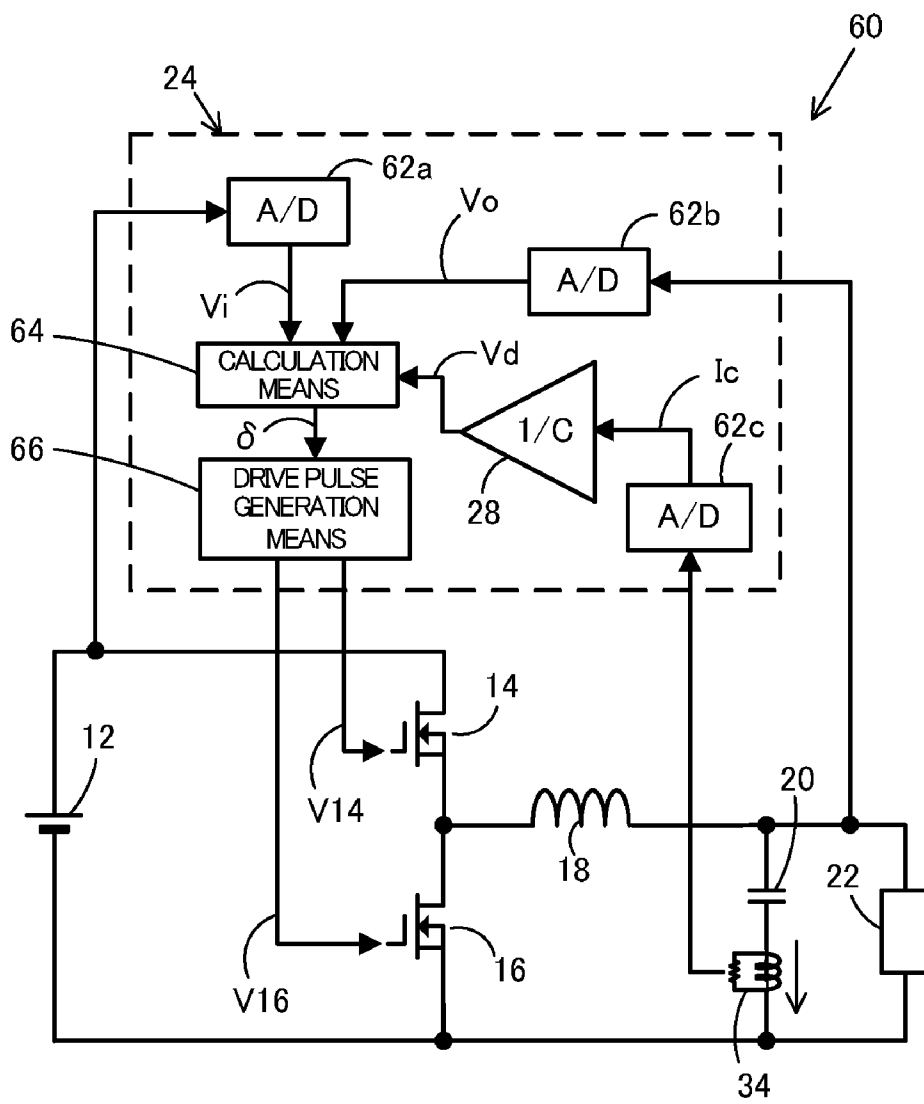 60
24
62a
A/D
Vo
62b
A/D
Vi
64
CALCULATION
MEANS
Vd
Ic
1/C
62c
δ
66
DRIVE PULSE
GENERATION
MEANS
28
A/D
14
12
V14
20
18
22
16
V16
34